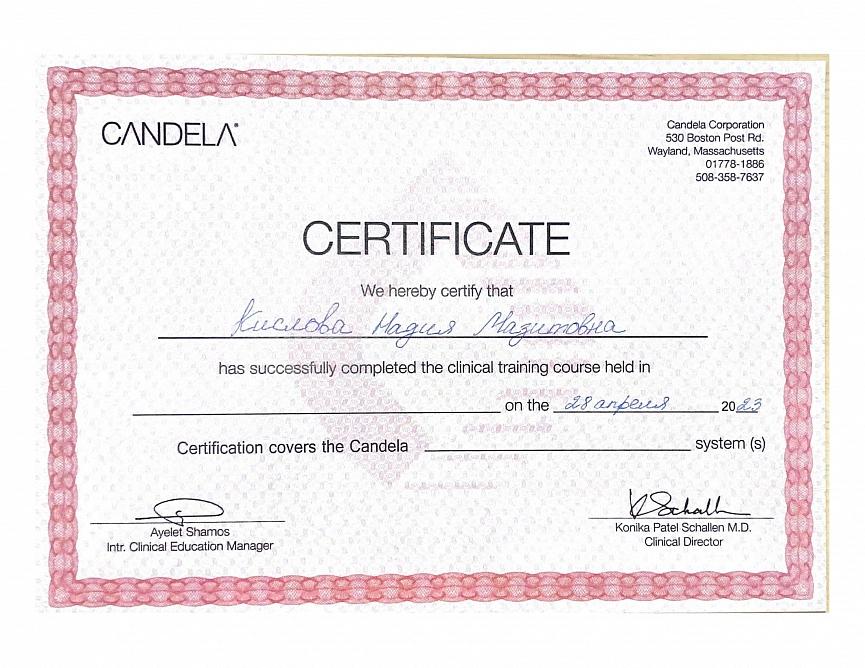 CANDELA®
Candela Corporation
530 Boston Post Rd.
Wayland, Massachusetts
01778-1886
508-358-7637
CERTIFICATE
We hereby certify that
Кислова Надия Мазитовна
has successfully completed the clinical training course held in
on the 28 апреля 2023
Certification covers the Candela system (s)
Ayelet Shamos
Intr. Clinical Education Manager
Konika Patel Schallen M.D.
Clinical Director